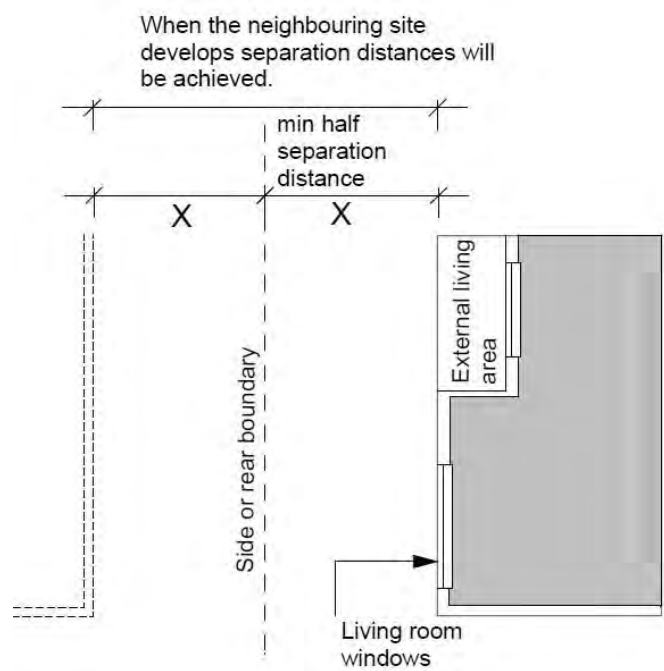 When the neighbouring site
develops separation distances will
be achieved.
min half
separation
distance
X
X
External living
area
Side or rear boundary
Living room
windows